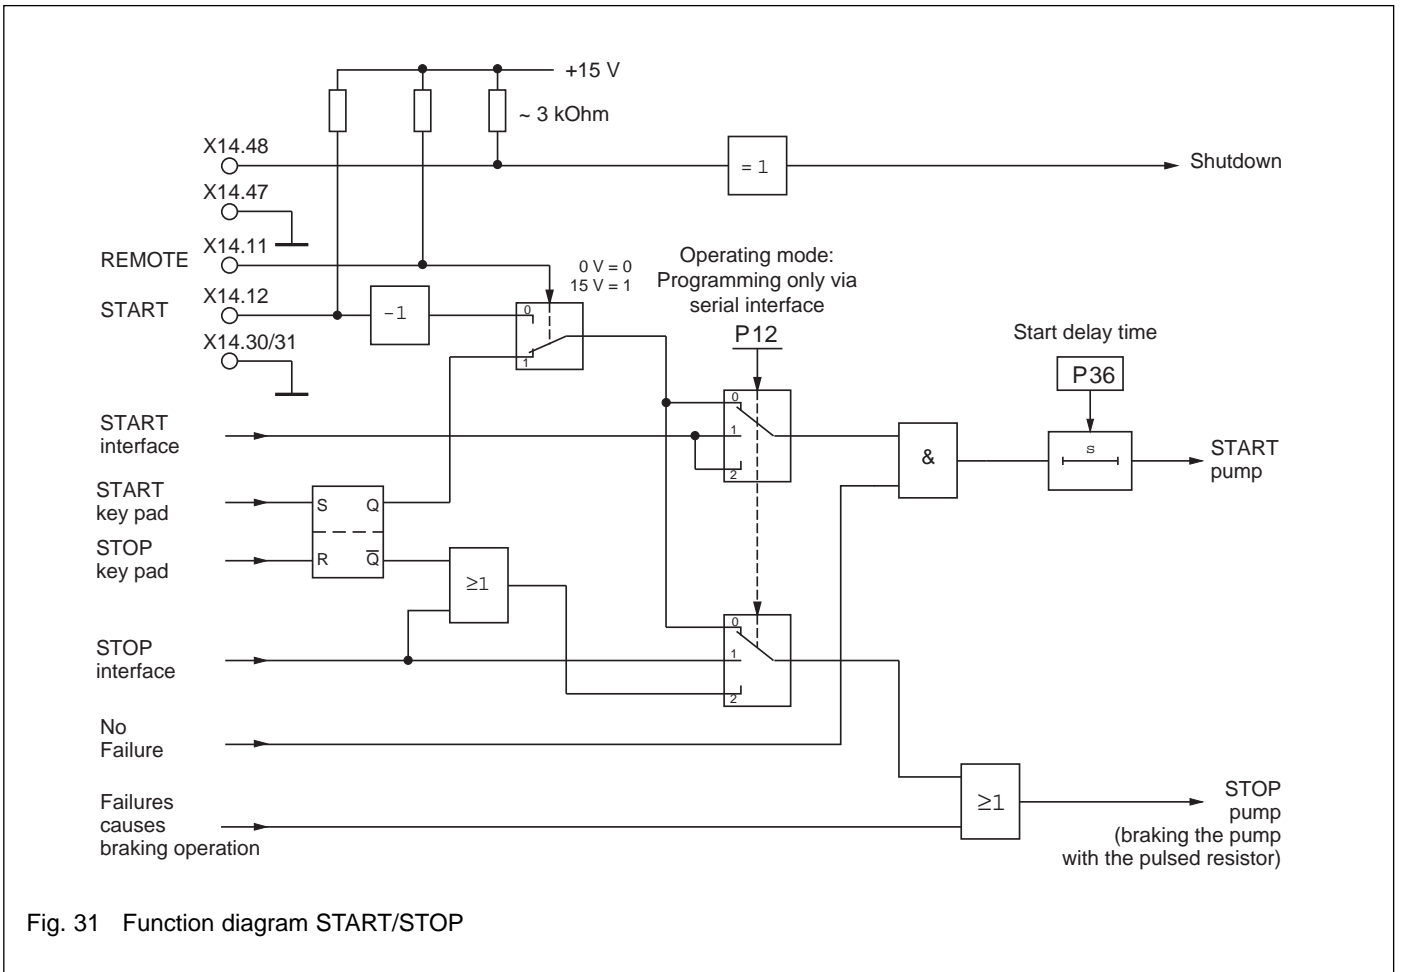 +15 V
~ 3 kOhm
X14.48
= 1
Shutdown
X14.47
REMOTE
X14.11
0 V = 0
15 V = 1
Operating mode:
Programming only via
serial interface
START
X14.12
-1
0
1
P12
Start delay time
X14.30/31
P36
START
interface
0
1
2
&
s
START
pump
START
key pad
S Q
STOP
key pad
R Q̅
≥1
STOP
interface
0
1
2
No
Failure
Failures
causes
braking operation
≥1
STOP
pump
(braking the pump
with the pulsed resistor)
Fig. 31 Function diagram START/STOP